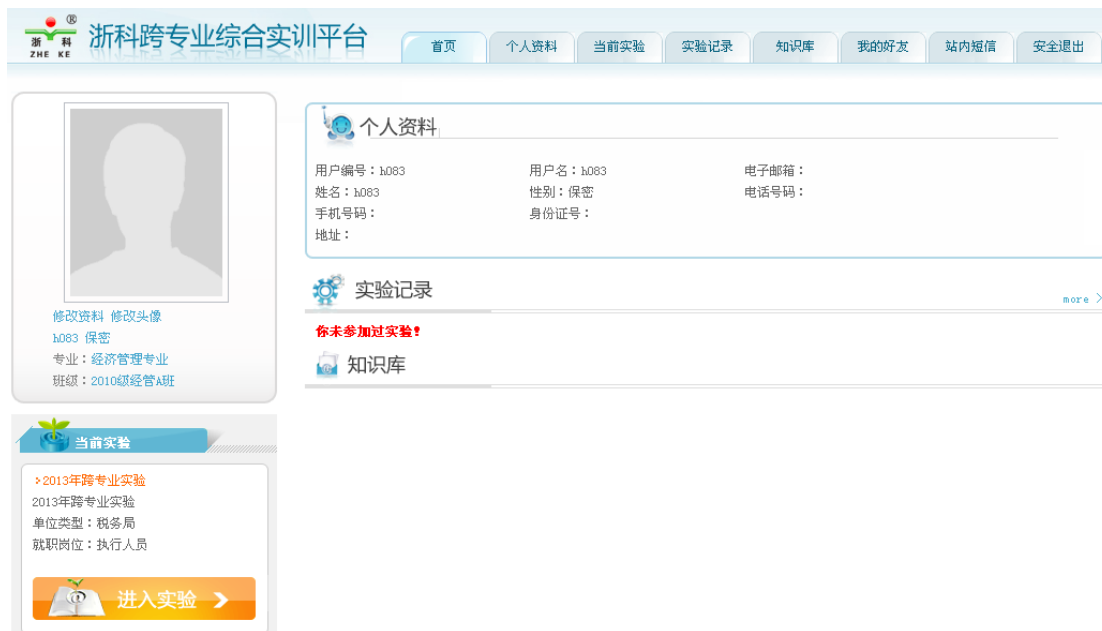 ®
浙 科
ZHE KE
浙科跨专业综合实训平台
首页 个人资料 当前实验 实验记录 知识库 我的好友 站内短信 安全退出
修改资料 修改头像
h083 保密
专业：经济管理专业
班级：2010级经管A班
当前实验
>2013年跨专业实验
2013年跨专业实验
单位类型：税务局
就职岗位：执行人员
进入实验
个人资料
用户编号：h083 用户名：h083 电子邮箱：
姓名：h083 性别：保密 电话号码：
手机号码： 身份证号：
地址：
实验记录
more >
你未参加过实验！
知识库